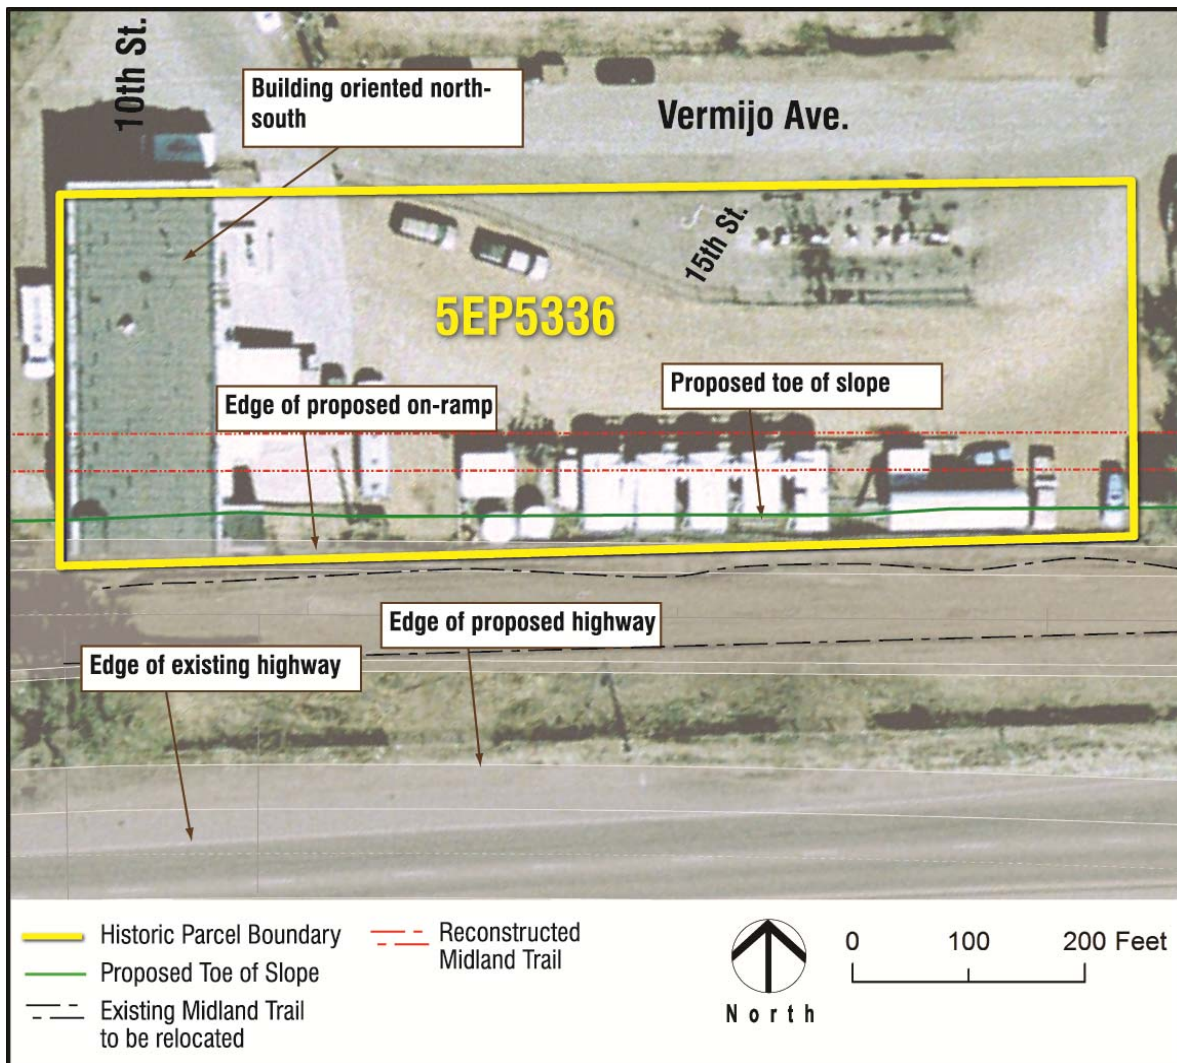 10th St.
Building oriented north-
south
Vermijo Ave.
15th St.
5EP5336
Proposed toe of slope
Edge of proposed on-ramp
Edge of proposed highway
Edge of existing highway
Historic Parcel Boundary
Proposed Toe of Slope
Existing Midland Trail
to be relocated
Reconstructed
Midland Trail
North
0 100 200 Feet